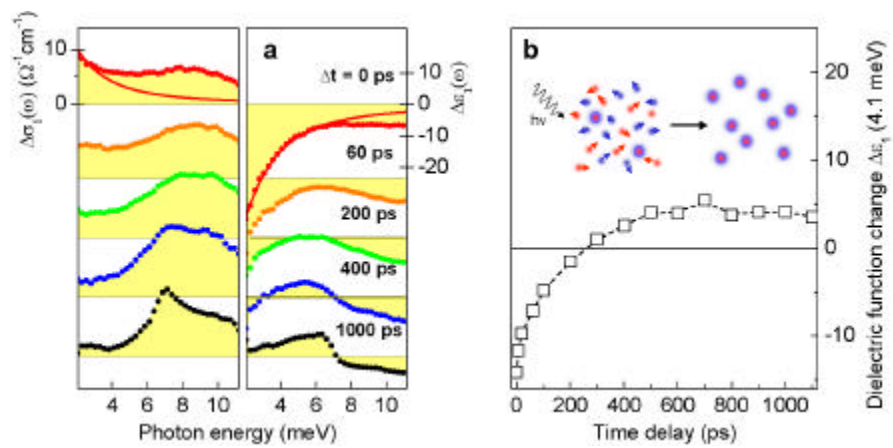 Δσ₁(ω) (Ω⁻¹cm⁻¹)
10
0
4
6
8
10
a
Δt = 0 ps
60 ps
200 ps
400 ps
1000 ps
10
0
-10
-20
Δε₁(ω)
4
6
8
10
Photon energy (meV)
b
hν
20
10
0
-10
Dielectric function change Δε₁ (4.1 meV)
0
200
400
600
800
1000
Time delay (ps)